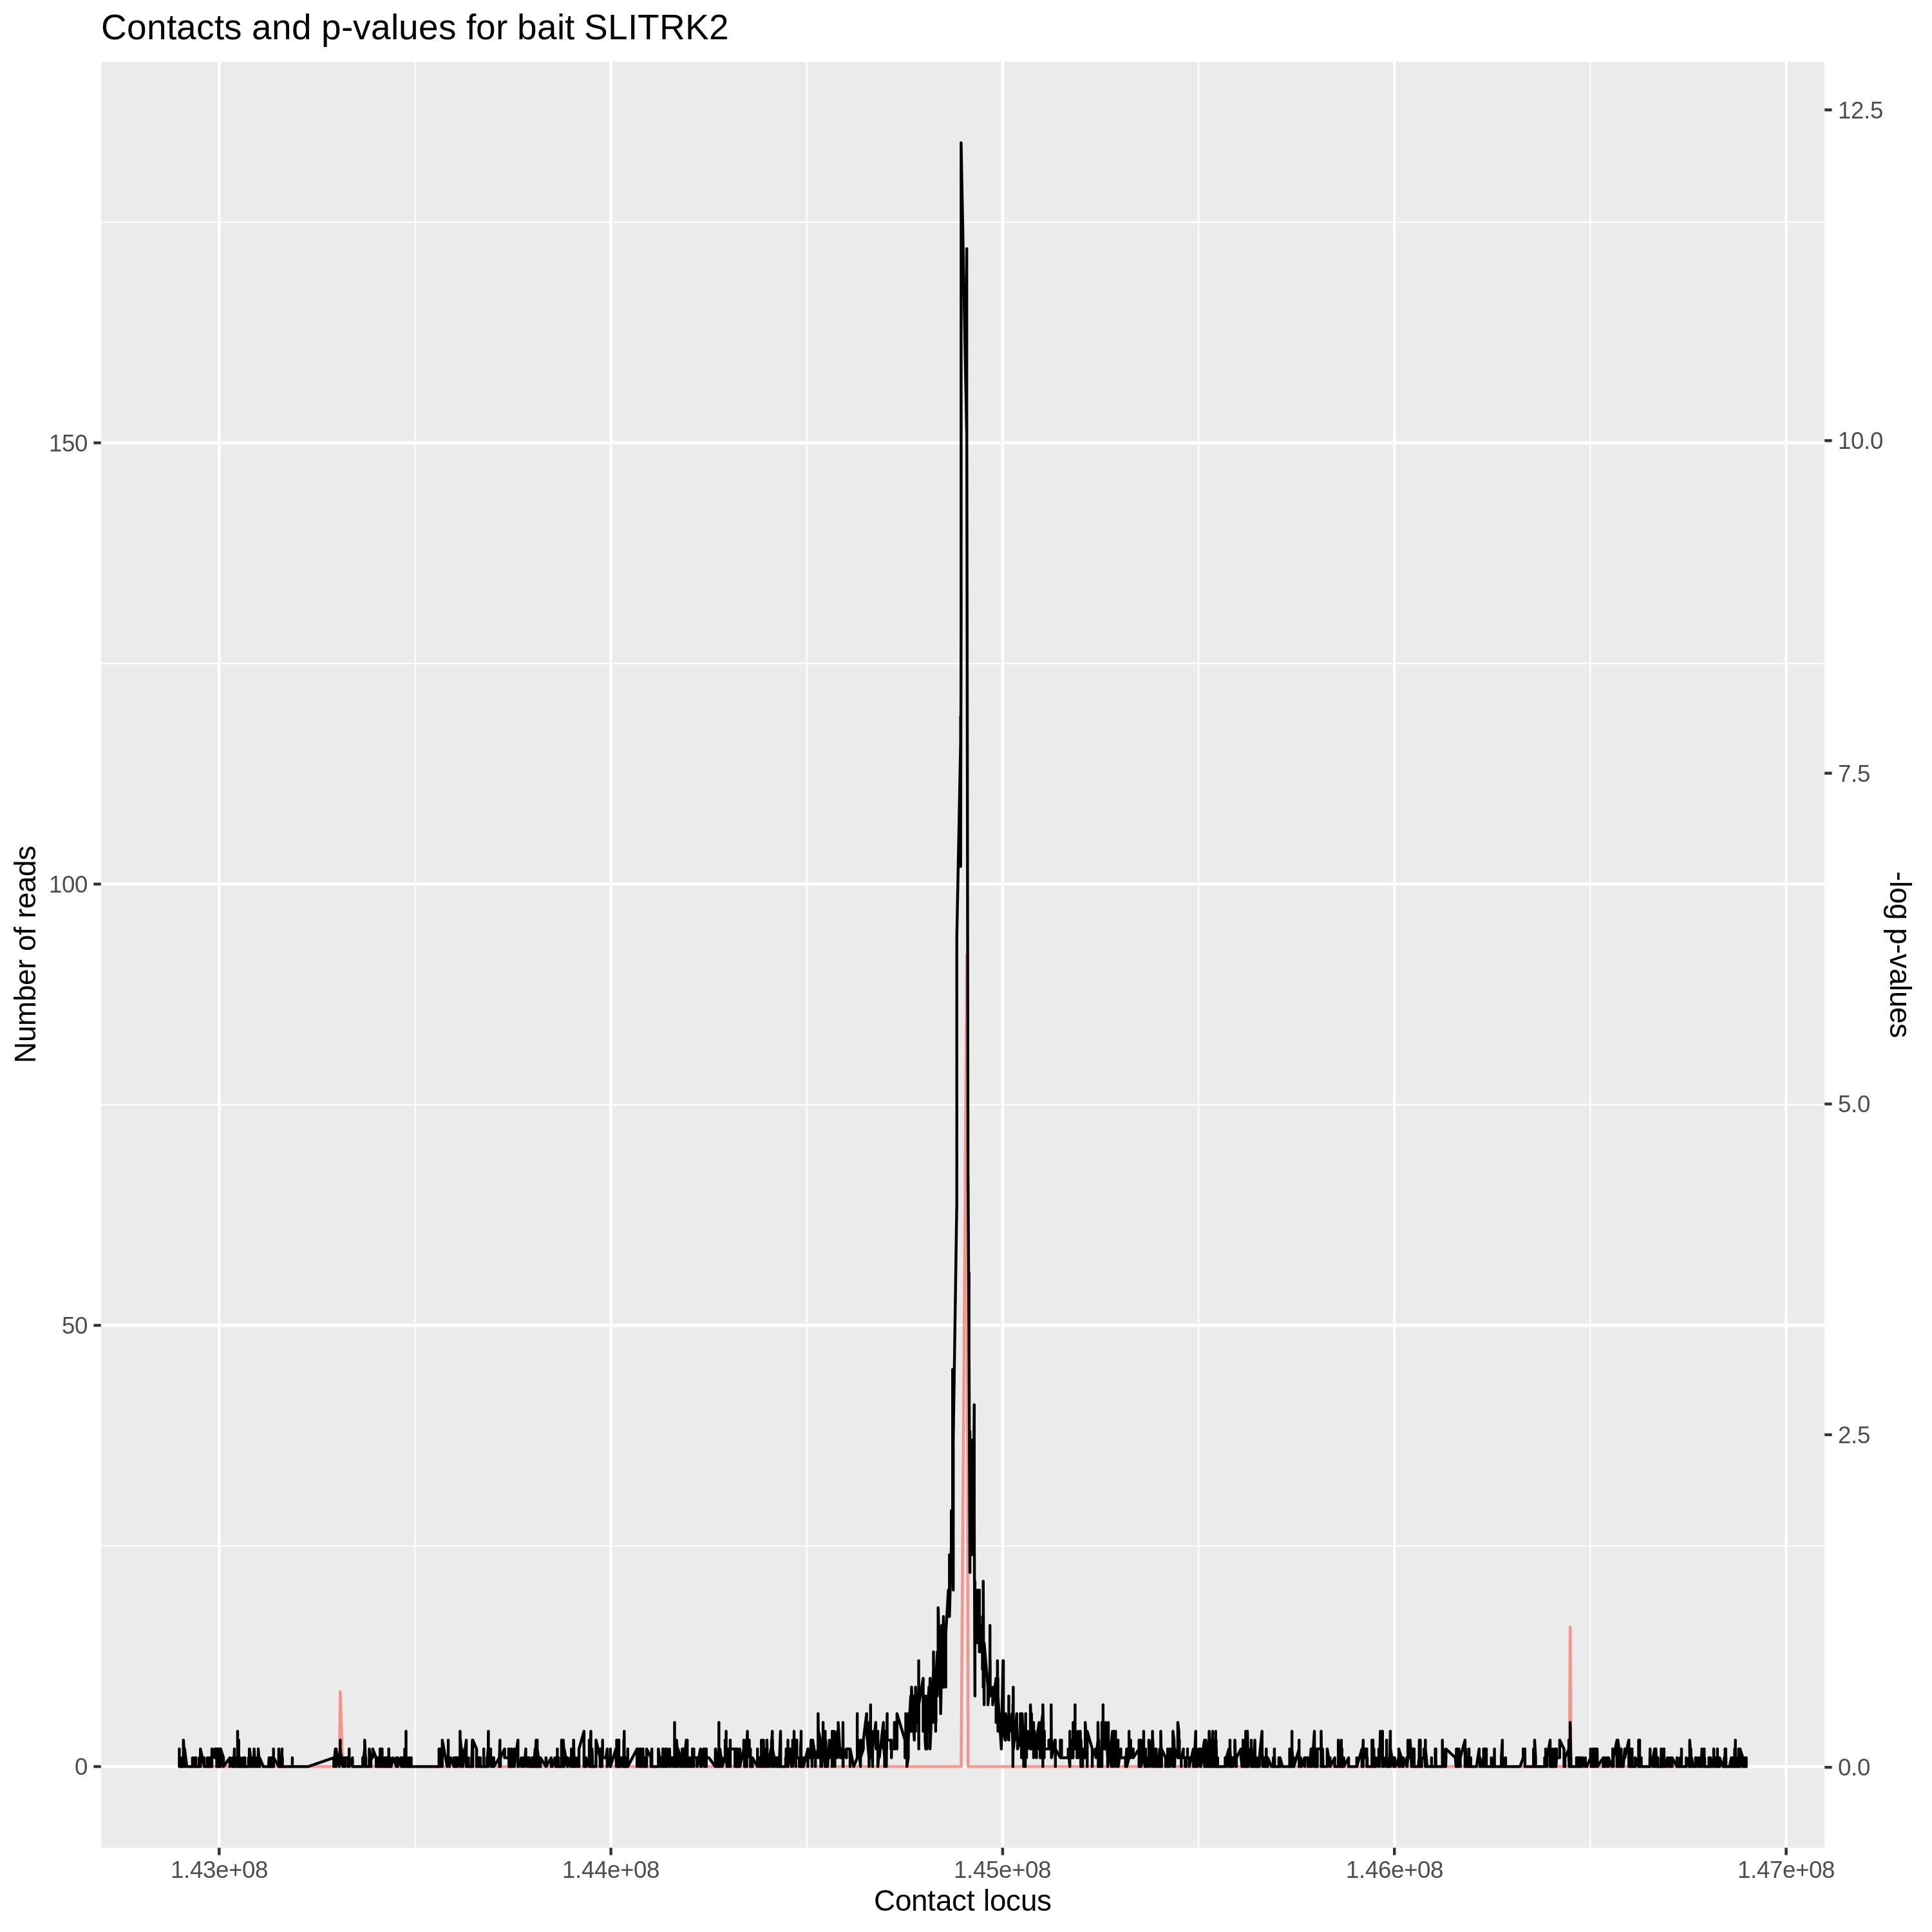 Contacts and p-values for bait SLITRK2
Number of reads
150
100
50
0
12.5
10.0
7.5
5.0
2.5
0.0
-log p-values
1.43e+08
1.44e+08
1.45e+08
1.46e+08
1.47e+08
Contact locus